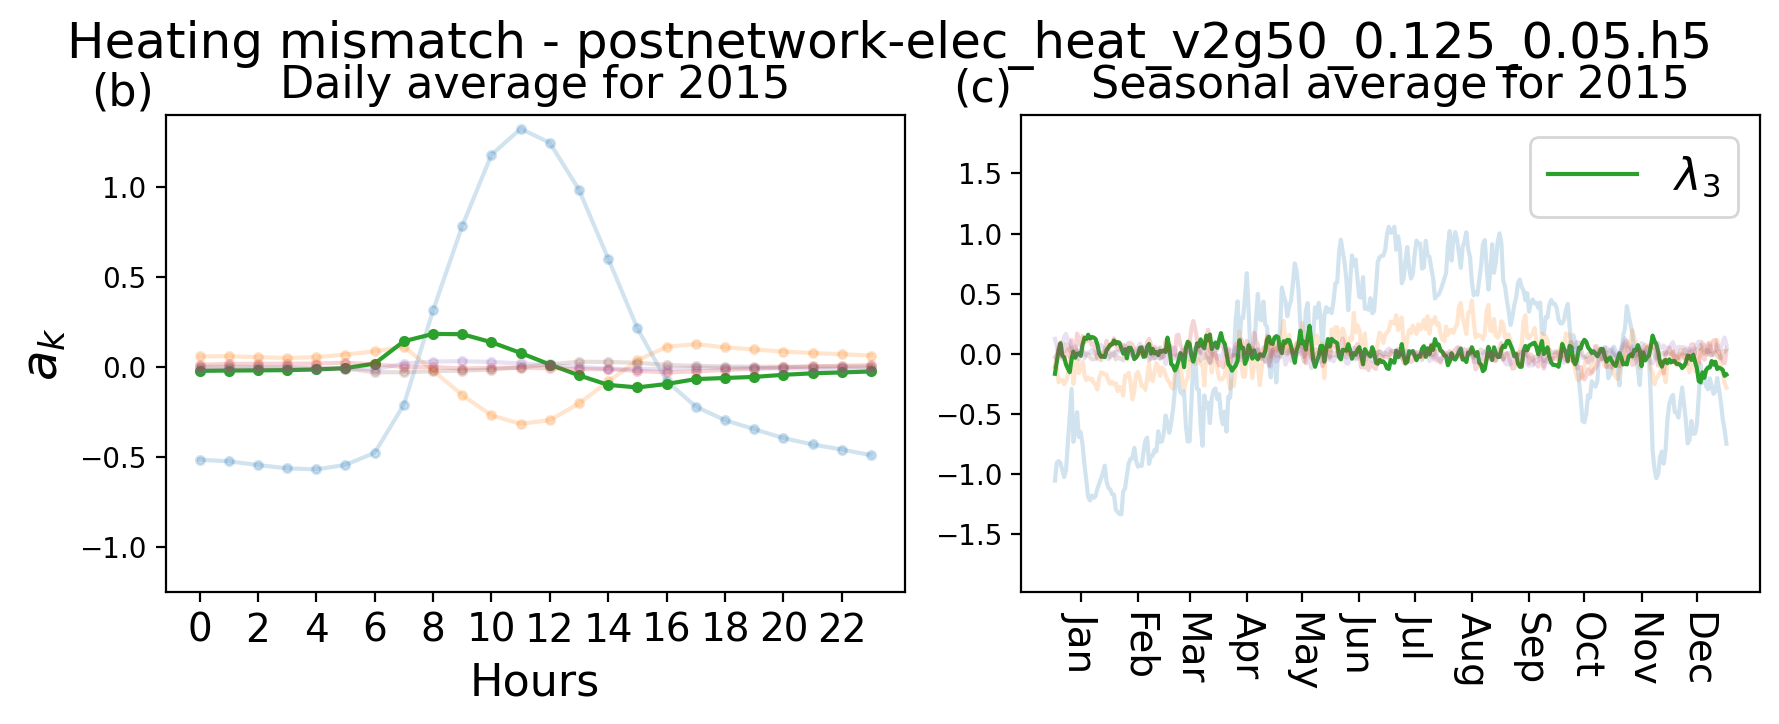 Heating mismatch - postnetwork-elec_heat_v2g50_0.125_0.05.h5
(b) Daily average for 2015
1.0
0.5
0.0
−0.5
−1.0
a_k
0 2 4 6 8 10 12 14 16 18 20 22
Hours
(c) Seasonal average for 2015
λ₃
1.5
1.0
0.5
0.0
−0.5
−1.0
−1.5
Jan Feb Mar Apr May Jun Jul Aug Sep Oct Nov Dec